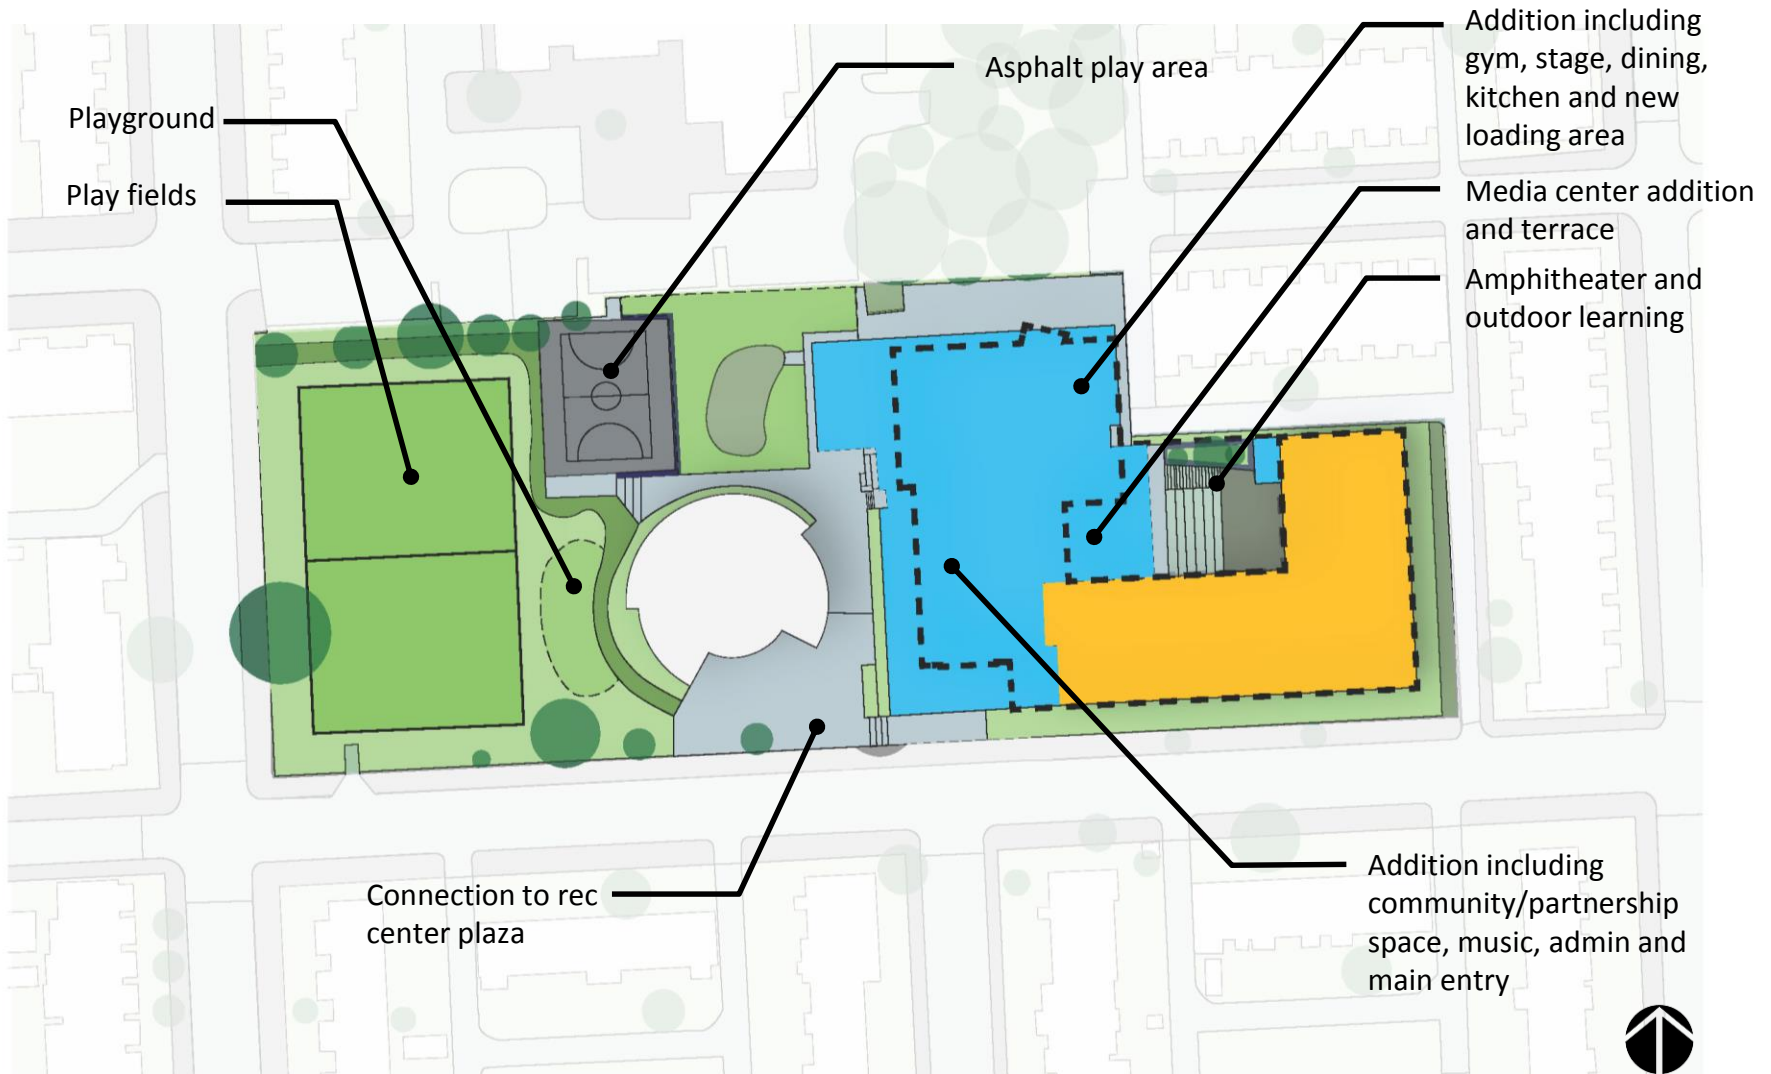 Addition including
gym, stage, dining,
kitchen and new
loading area
Asphalt play area
Playground
Play fields
Media center addition
and terrace
Amphitheater and
outdoor learning
Connection to rec
center plaza
Addition including
community/partnership
space, music, admin and
main entry